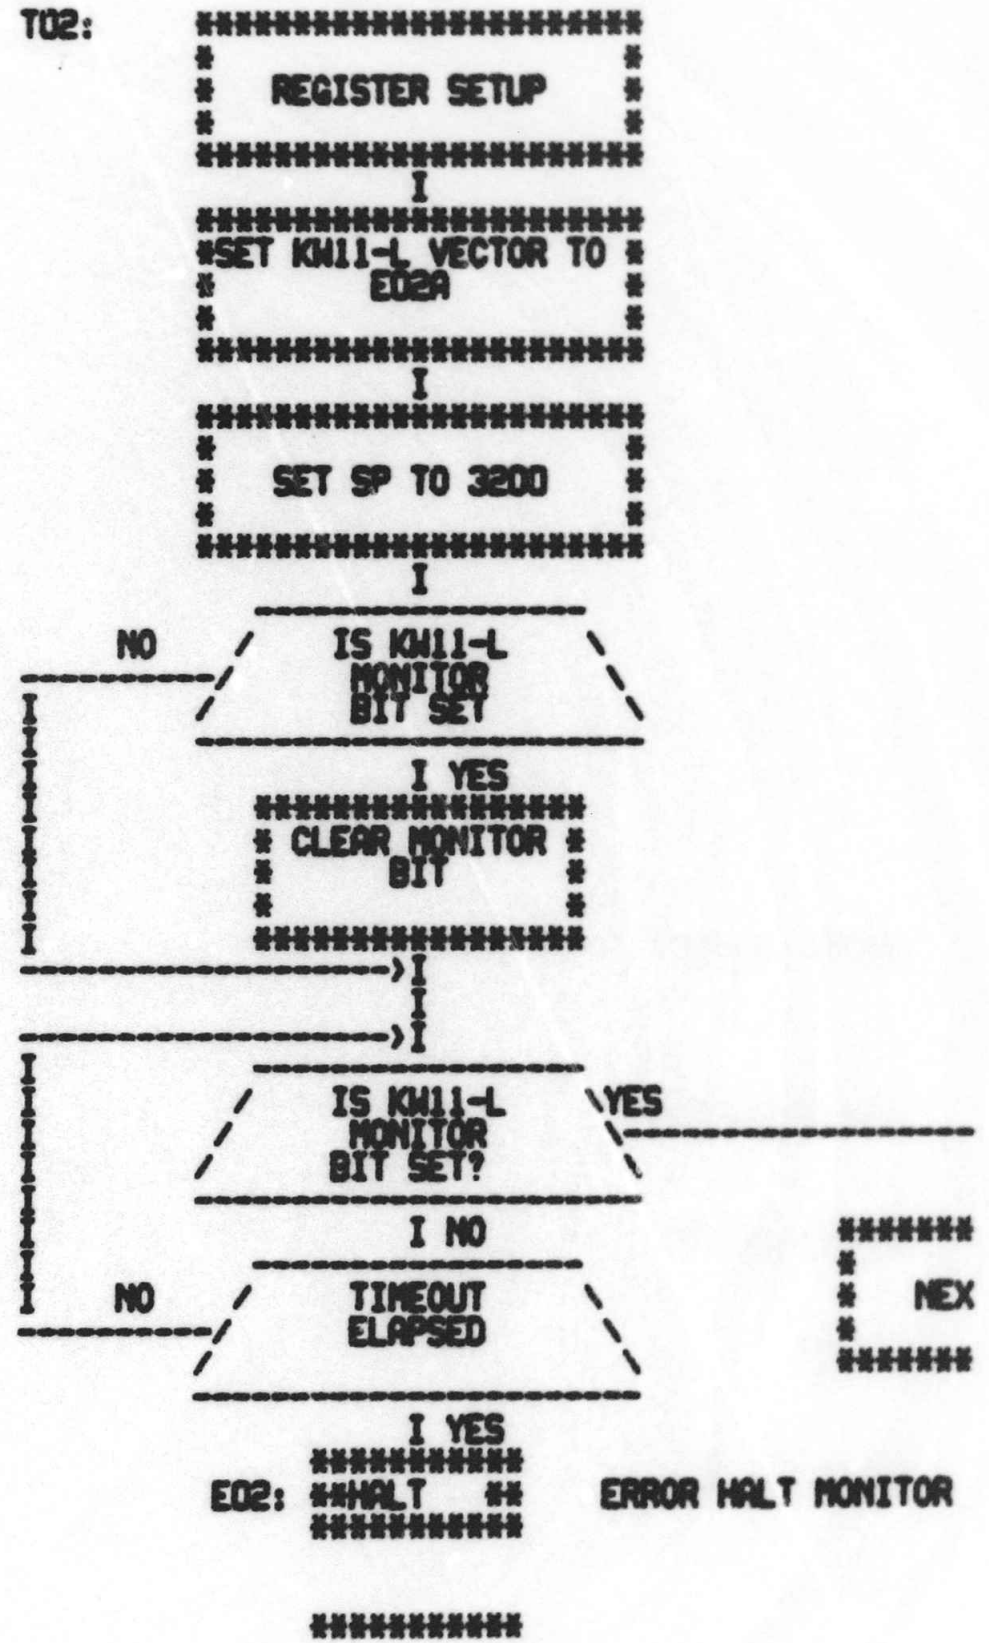 T02:
REGISTER SETUP
I
SET KW11-L VECTOR TO
E02A
I
SET SP TO 3200
I
NO
IS KW11-L
MONITOR
BIT SET
I YES
CLEAR MONITOR
BIT
IS KW11-L
MONITOR
BIT SET?
YES
I NO
NO
TIMEOUT
ELAPSED
NEX
I YES
E02: **HALT **
ERROR HALT MONITOR